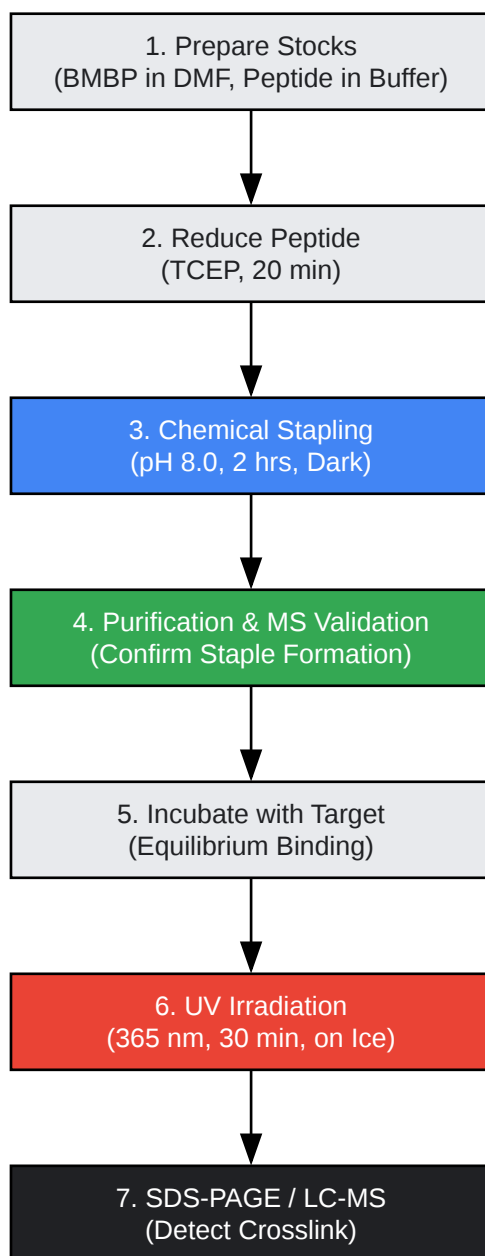 1. Prepare Stocks
(BMBP in DMF, Peptide in Buffer)
2. Reduce Peptide
(TCEP, 20 min)
3. Chemical Stapling
(pH 8.0, 2 hrs, Dark)
4. Purification & MS Validation
(Confirm Staple Formation)
5. Incubate with Target
(Equilibrium Binding)
6. UV Irradiation
(365 nm, 30 min, on Ice)
7. SDS-PAGE / LC-MS
(Detect Crosslink)